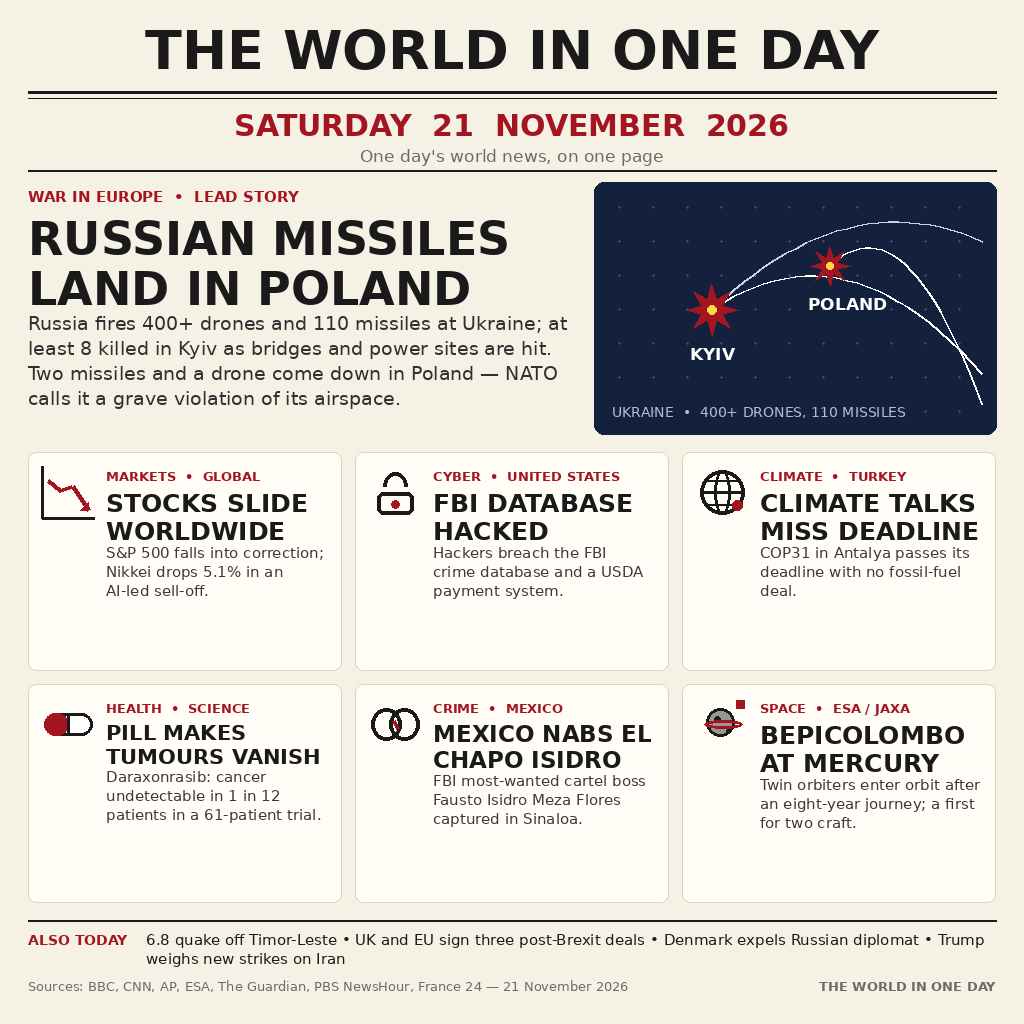 THE WORLD IN ONE DAY
SATURDAY 21 NOVEMBER 2026
One day's world news, on one page
WAR IN EUROPE • LEAD STORY
RUSSIAN MISSILES
LAND IN POLAND
Russia fires 400+ drones and 110 missiles at Ukraine; at
least 8 killed in Kyiv as bridges and power sites are hit.
Two missiles and a drone come down in Poland — NATO
calls it a grave violation of its airspace.
POLAND
KYIV
UKRAINE • 400+ DRONES, 110 MISSILES
MARKETS • GLOBAL
STOCKS SLIDE
WORLDWIDE
S&P 500 falls into correction;
Nikkei drops 5.1% in an
AI-led sell-off.
CYBER • UNITED STATES
FBI DATABASE
HACKED
Hackers breach the FBI
crime database and a USDA
payment system.
CLIMATE • TURKEY
CLIMATE TALKS
MISS DEADLINE
COP31 in Antalya passes its
deadline with no fossil-fuel
deal.
HEALTH • SCIENCE
PILL MAKES
TUMOURS VANISH
Daraxonrasib: cancer
undetectable in 1 in 12
patients in a 61-patient trial.
CRIME • MEXICO
MEXICO NABS EL
CHAPO ISIDRO
FBI most-wanted cartel boss
Fausto Isidro Meza Flores
captured in Sinaloa.
SPACE • ESA / JAXA
BEPICOLOMBO
AT MERCURY
Twin orbiters enter orbit after
an eight-year journey; a first
for two craft.
ALSO TODAY 6.8 quake off Timor-Leste • UK and EU sign three post-Brexit deals • Denmark expels Russian diplomat • Trump
weighs new strikes on Iran
Sources: BBC, CNN, AP, ESA, The Guardian, PBS NewsHour, France 24 — 21 November 2026
THE WORLD IN ONE DAY